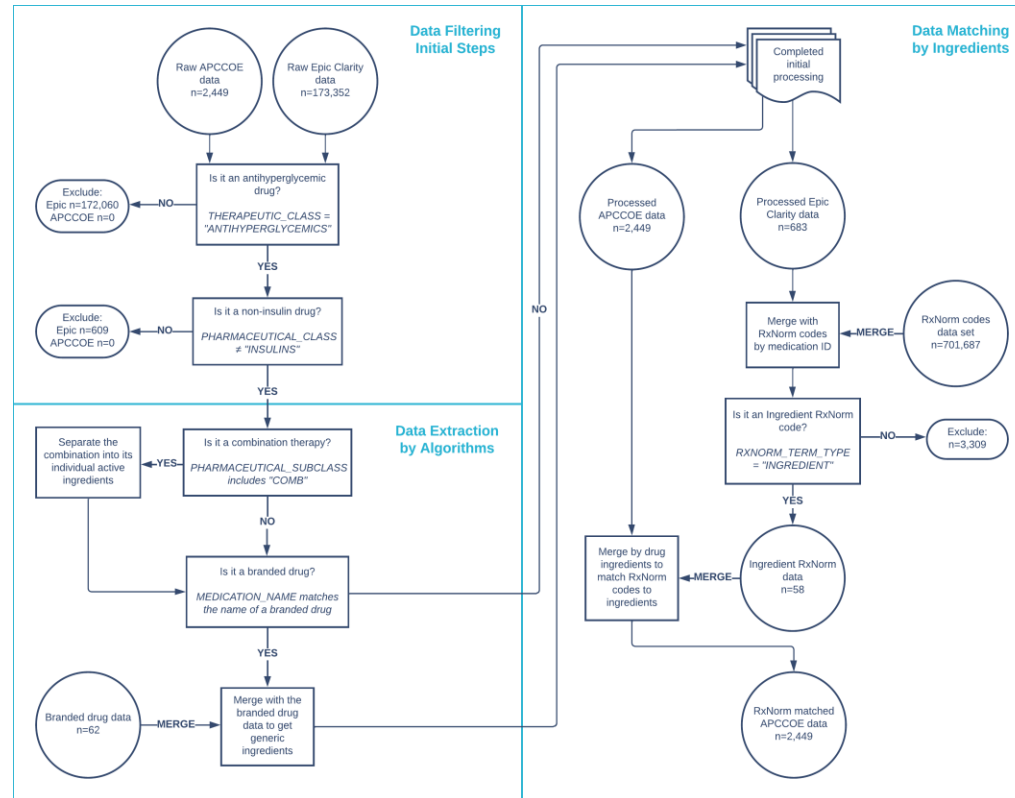 Data Filtering
Initial Steps
Raw APCCOE
data
n=2,449
Raw Epic Clarity
data
n=173,352
Is it an antihyperglycemic
drug?
THERAPEUTIC_CLASS =
"ANTIHYPERGLYCEMICS"
NO
Exclude:
Epic n=172,060
APCCOE n=0
YES
Is it a non-insulin drug?
PHARMACEUTICAL_CLASS
≠ "INSULINS"
NO
Exclude:
Epic n=609
APCCOE n=0
YES
Data Extraction
by Algorithms
Is it a combination therapy?
PHARMACEUTICAL_SUBCLASS
includes "COMB"
YES
Separate the
combination into its
individual active
ingredients
NO
Is it a branded drug?
MEDICATION_NAME matches
the name of a branded drug
NO
YES
Branded drug data
n=62
MERGE
Merge with the
branded drug
data to get
generic
ingredients
Data Matching
by Ingredients
Completed
initial
processing
Processed
APCCOE data
n=2,449
Processed Epic
Clarity data
n=683
Merge with
RxNorm codes
by medication ID
MERGE
RxNorm codes
data set
n=701,687
Is it an Ingredient RxNorm
code?
RXNORM_TERM_TYPE
= "INGREDIENT"
NO
Exclude:
n=3,309
YES
Ingredient RxNorm
data
n=58
MERGE
Merge by drug
ingredients to
match RxNorm
codes to
ingredients
RxNorm matched
APCCOE data
n=2,449